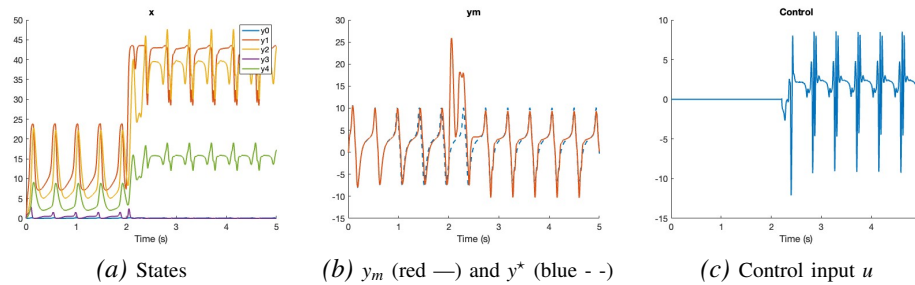 x
50
45
40
35
30
25
20
15
10
5
0
0 1 2 3 4 5
Time (s)
y0
y1
y2
y3
y4
(a) States
ym
30
25
20
15
10
5
0
-5
-10
-15
0 1 2 3 4 5
Time (s)
(b) ym (red —) and y⋆ (blue - -)
Control
10
5
0
-5
-10
-15
0 1 2 3 4
Time (s)
(c) Control input u